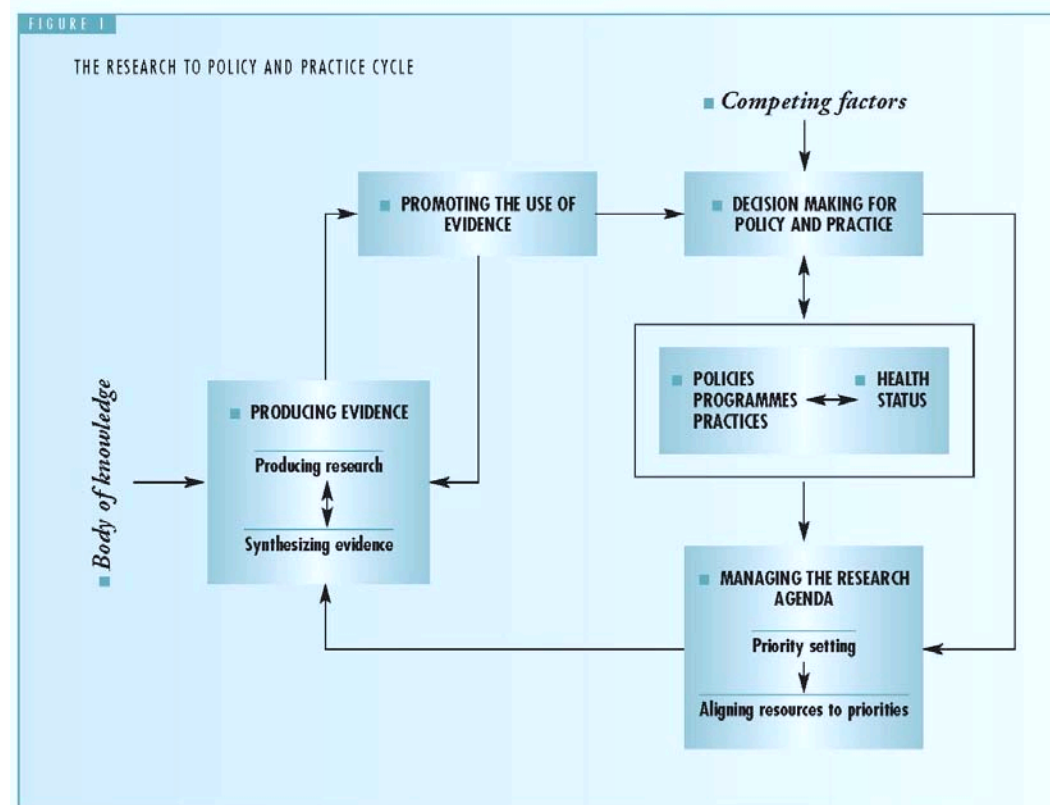 FIGURE 1
THE RESEARCH TO POLICY AND PRACTICE CYCLE
Competing factors
PROMOTING THE USE OF
EVIDENCE
DECISION MAKING FOR
POLICY AND PRACTICE
POLICIES
PROGRAMMES
PRACTICES
HEALTH
STATUS
Body of knowledge
PRODUCING EVIDENCE
Producing research
Synthesizing evidence
MANAGING THE RESEARCH
AGENDA
Priority setting
Aligning resources to priorities